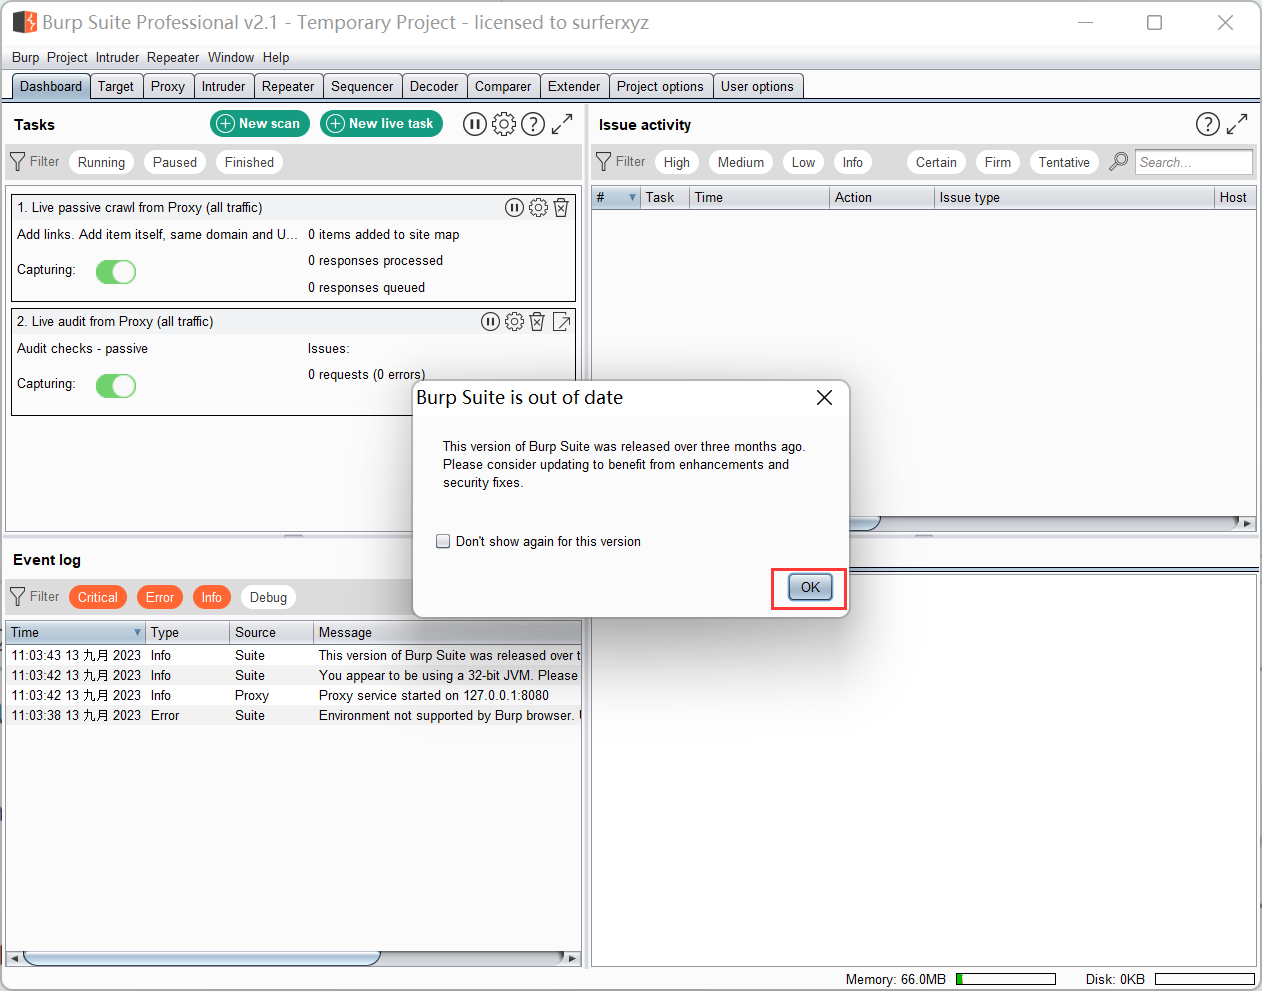 Burp Suite Professional v2.1 - Temporary Project - licensed to surferxyz
Burp Project Intruder Repeater Window Help
Dashboard Target Proxy Intruder Repeater Sequencer Decoder Comparer Extender Project options User options
Tasks
New scan
New live task
Filter Running Paused Finished
1. Live passive crawl from Proxy (all traffic)
Add links. Add item itself, same domain and U...
0 items added to site map
0 responses processed
Capturing:
0 responses queued
2. Live audit from Proxy (all traffic)
Audit checks - passive
Issues:
0 requests (0 errors)
Capturing:
Issue activity
Filter High Medium Low Info Certain Firm Tentative Search...
# Task Time Action Issue type Host
Burp Suite is out of date
This version of Burp Suite was released over three months ago.
Please consider updating to benefit from enhancements and
security fixes.
Don't show again for this version
OK
Event log
Filter Critical Error Info Debug
Time Type Source Message
11:03:43 13 九月 2023 Info Suite This version of Burp Suite was released over t
11:03:42 13 九月 2023 Info Suite You appear to be using a 32-bit JVM. Please
11:03:42 13 九月 2023 Info Proxy Proxy service started on 127.0.0.1:8080
11:03:38 13 九月 2023 Error Suite Environment not supported by Burp browser.
Memory: 66.0MB Disk: 0KB